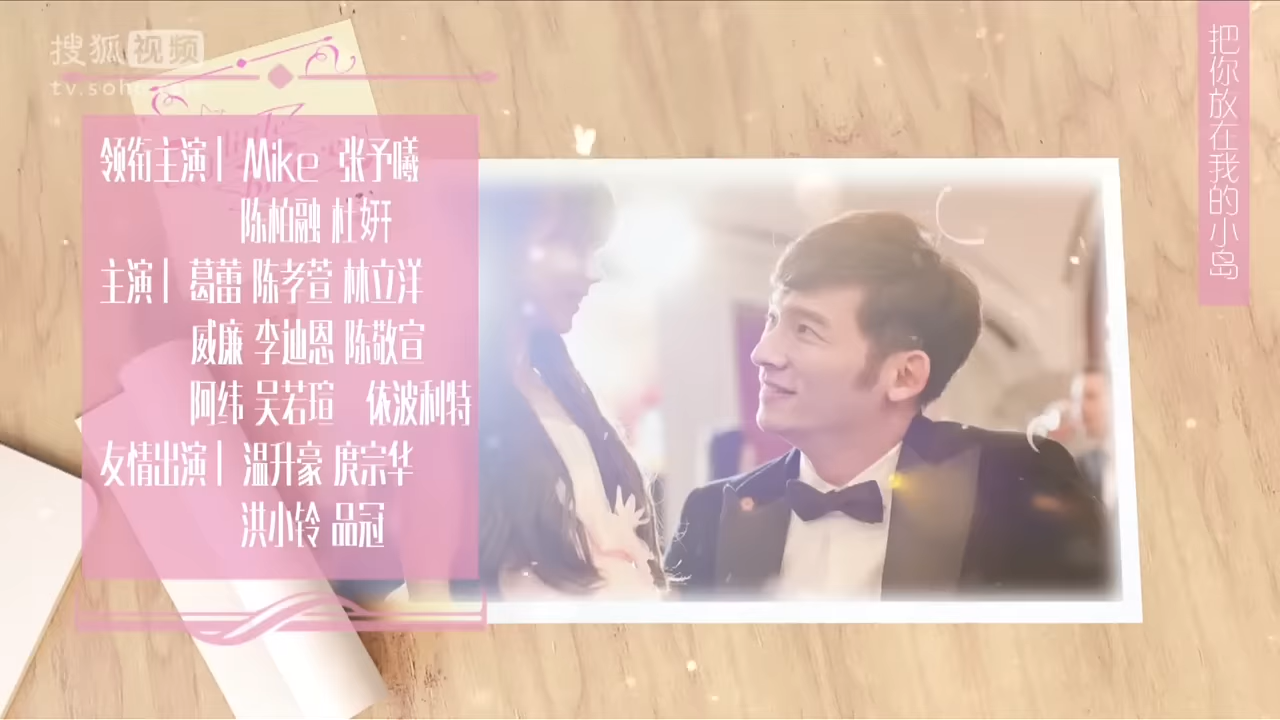 搜狐视频
tv.sohu.com
领衔主演| Mike 张予曦
陈柏融 杜姸
主演| 葛蕾 陈孝萱 林立洋
威廉 李迪恩 陈敬宣
阿纬 吴若瑄 依波利特
友情出演| 温升豪 庹宗华
洪小铃 品冠
把你放在我的小岛